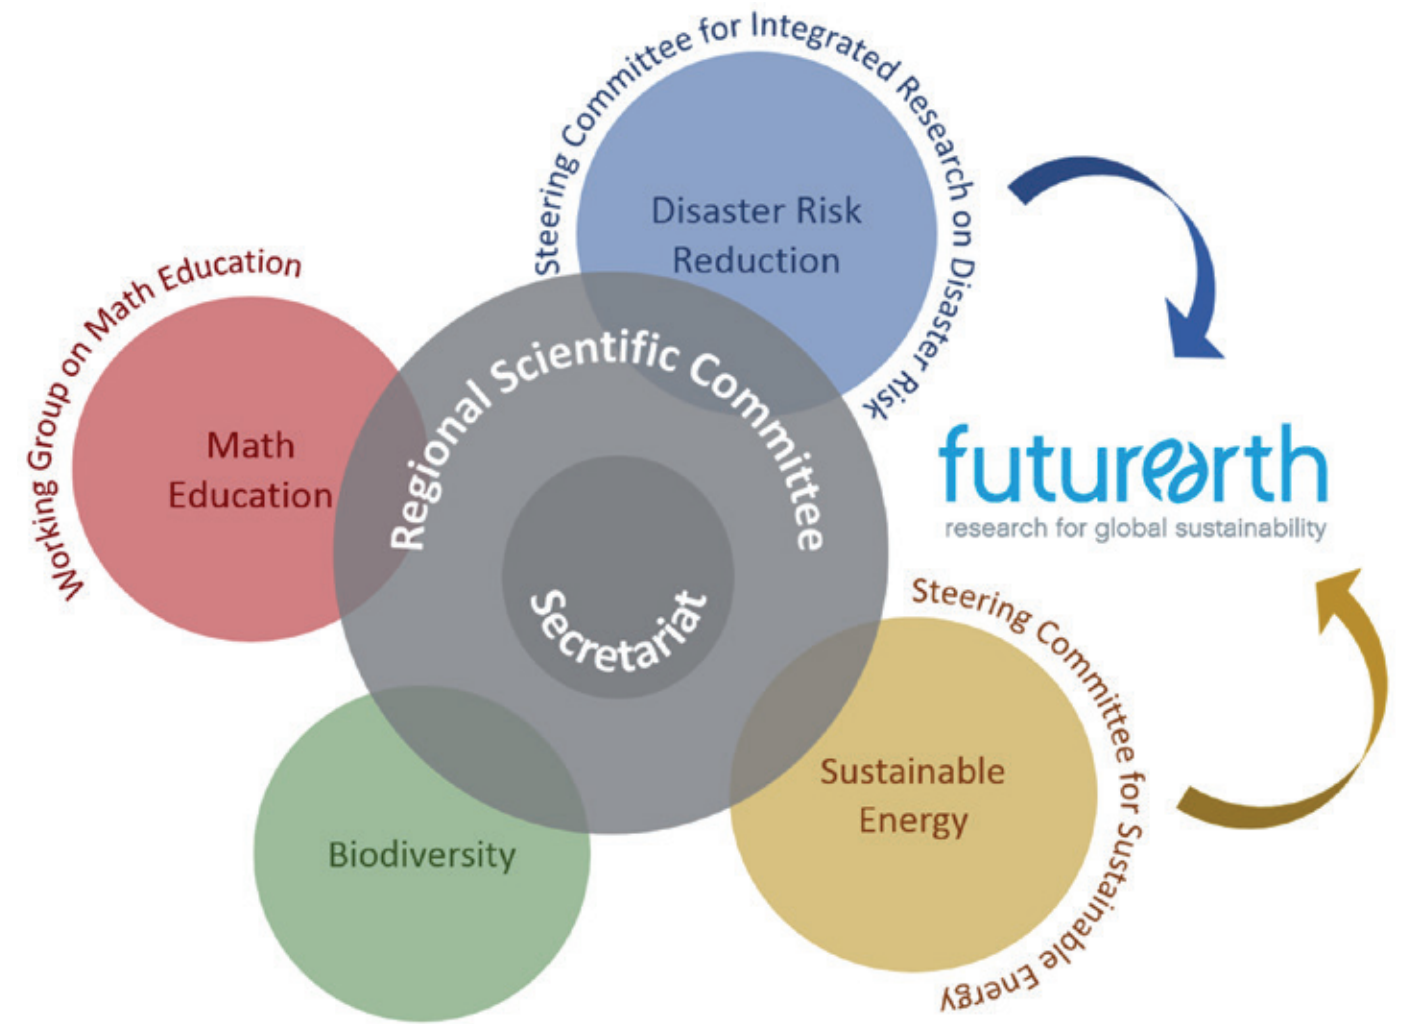 Steering Committee for Integrated Research on Disaster Risk
Disaster Risk
Reduction
Working Group on Math Education
Math
Education
Regional Scientific Committee
Secretariat
futurearth
research for global sustainability
Steering Committee for Sustainable Energy
Sustainable
Energy
Biodiversity